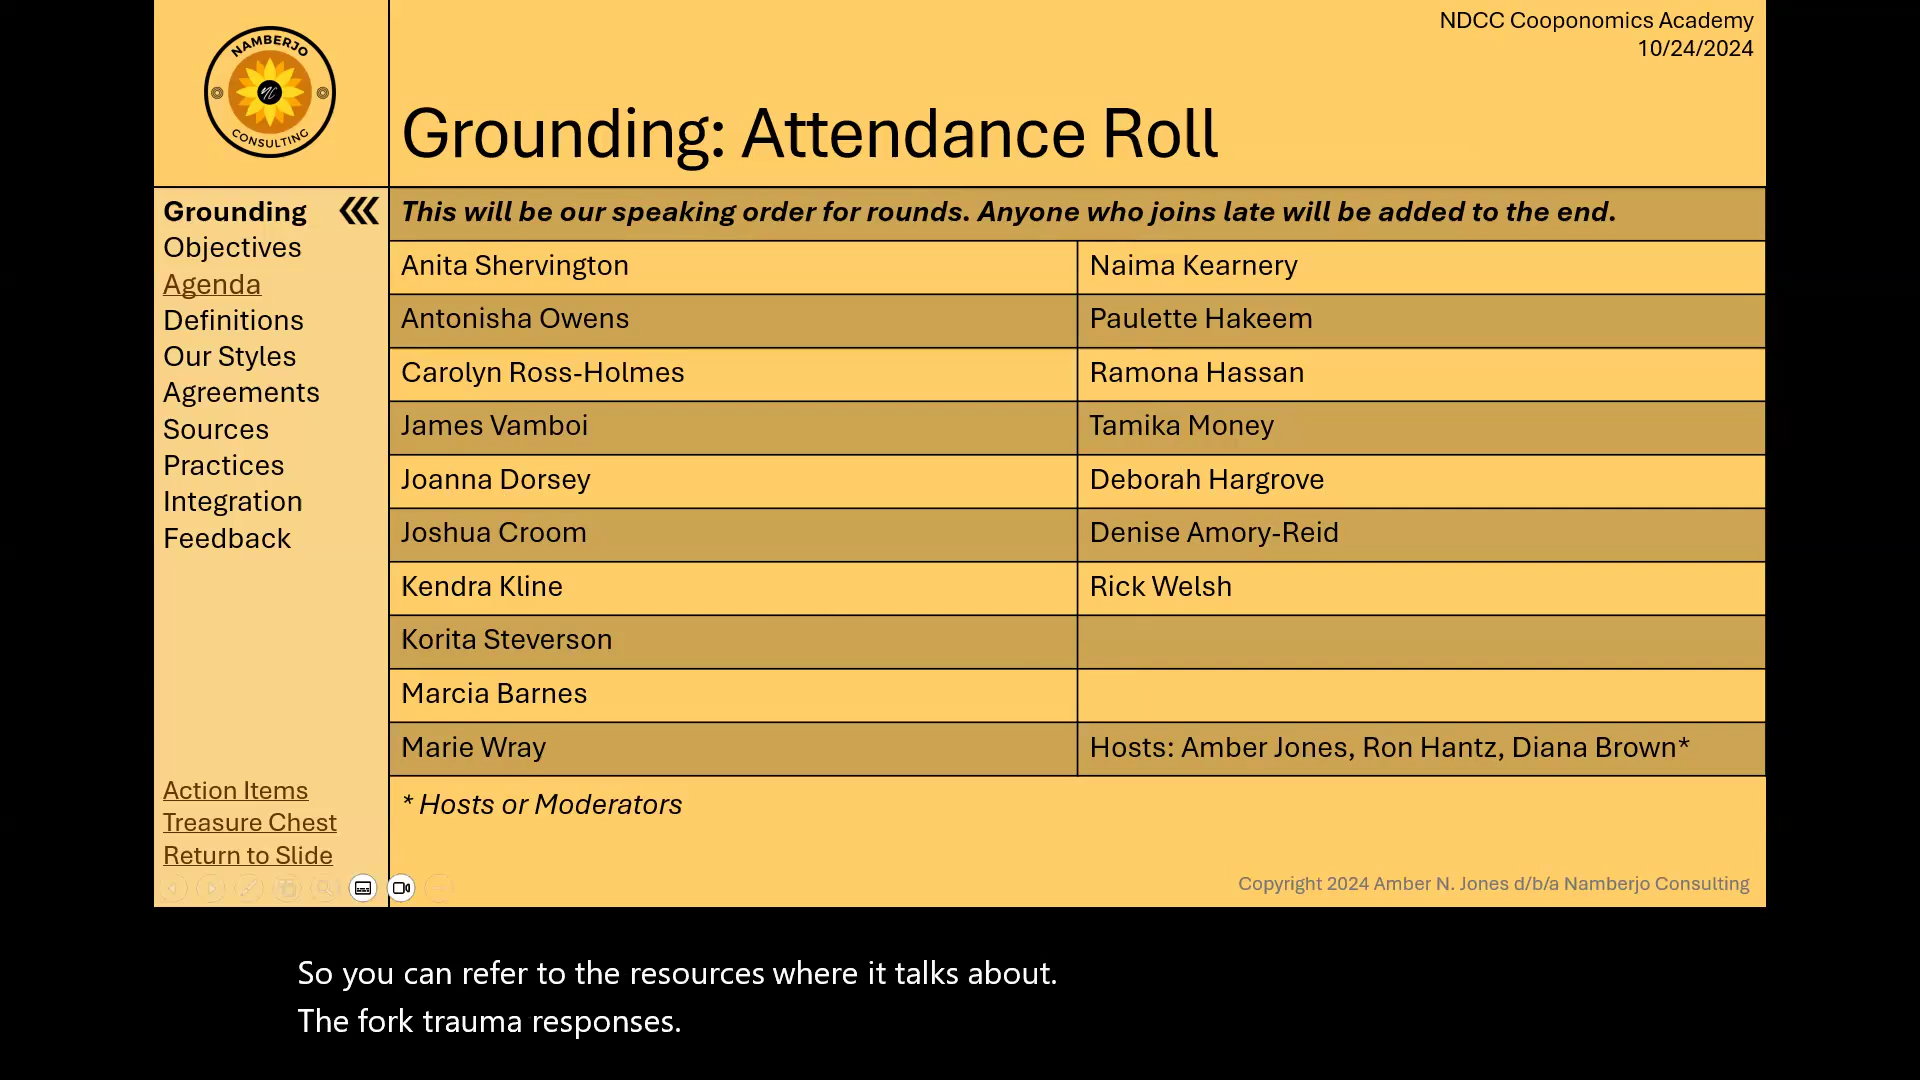 NAMBERJO
CONSULTING
NDCC Cooponomics Academy
10/24/2024
Grounding: Attendance Roll
Grounding
Objectives
Agenda
Definitions
Our Styles
Agreements
Sources
Practices
Integration
Feedback
Action Items
Treasure Chest
Return to Slide
This will be our speaking order for rounds. Anyone who joins late will be added to the end.
Anita Shervington
Naima Kearnery
Antonisha Owens
Paulette Hakeem
Carolyn Ross-Holmes
Ramona Hassan
James Vamboi
Tamika Money
Joanna Dorsey
Deborah Hargrove
Joshua Croom
Denise Amory-Reid
Kendra Kline
Rick Welsh
Korita Steverson
Marcia Barnes
Marie Wray
Hosts: Amber Jones, Ron Hantz, Diana Brown*
* Hosts or Moderators
Copyright 2024 Amber N. Jones d/b/a Namberjo Consulting
So you can refer to the resources where it talks about.
The fork trauma responses.